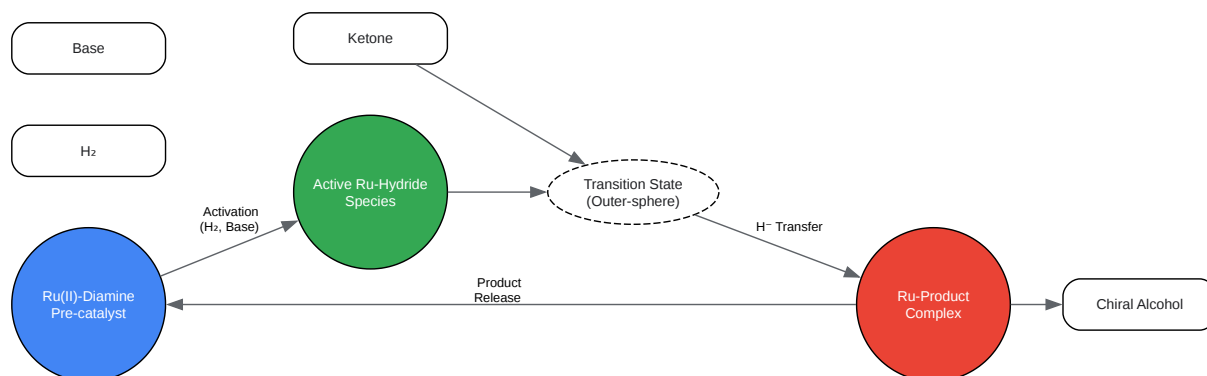 Base
Ketone
H₂
Active Ru-Hydride
Species
Transition State
(Outer-sphere)
Activation
(H₂, Base)
H⁻ Transfer
Ru(II)-Diamine
Pre-catalyst
Product
Release
Ru-Product
Complex
Chiral Alcohol